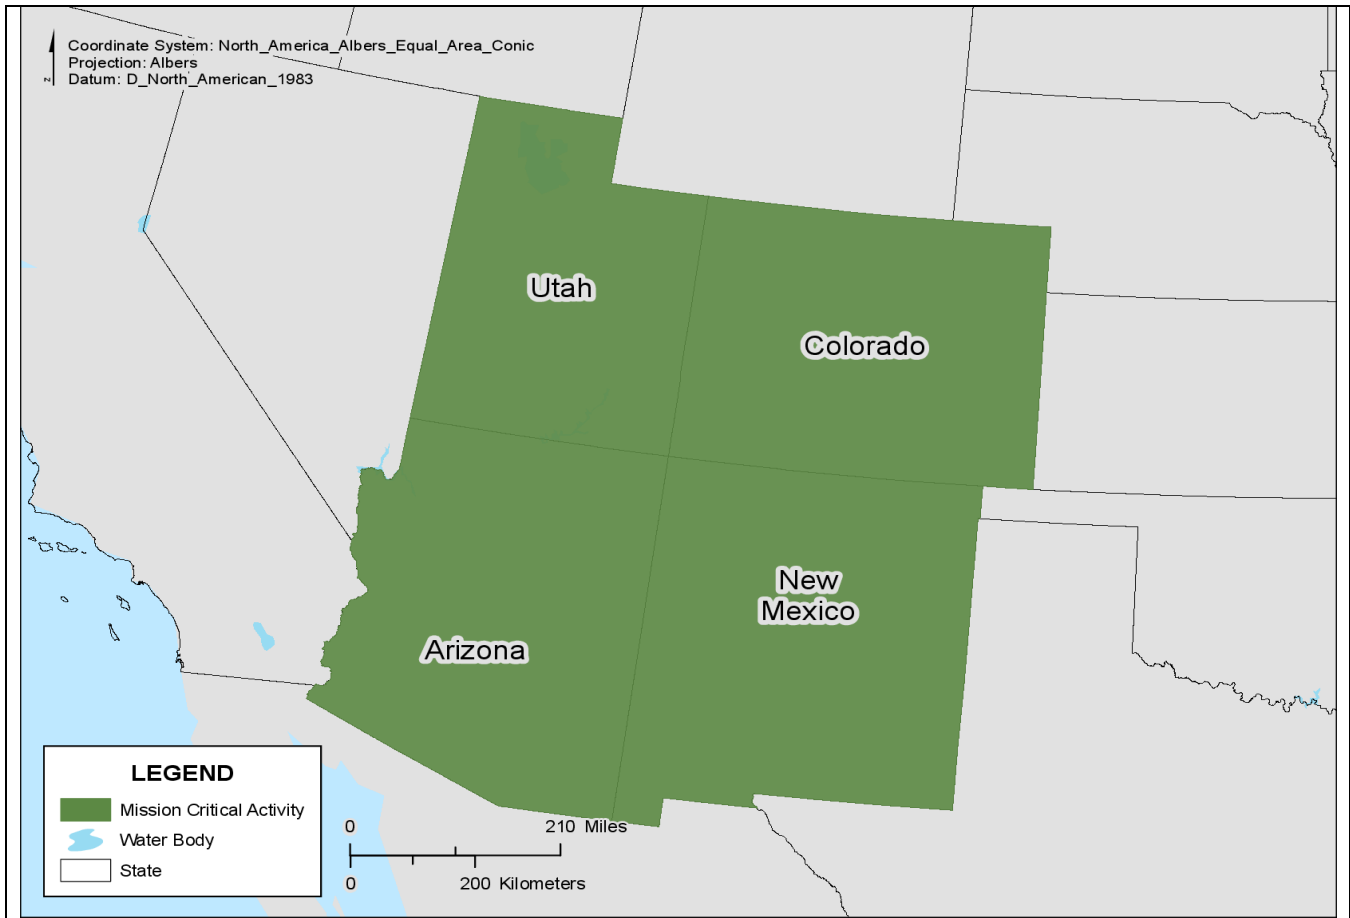 Coordinate System: North_America_Albers_Equal_Area_Conic
Projection: Albers
Datum: D_North_American_1983
N
Utah
Colorado
New
Mexico
Arizona
LEGEND
Mission Critical Activity
Water Body
State
0 210 Miles
0 200 Kilometers